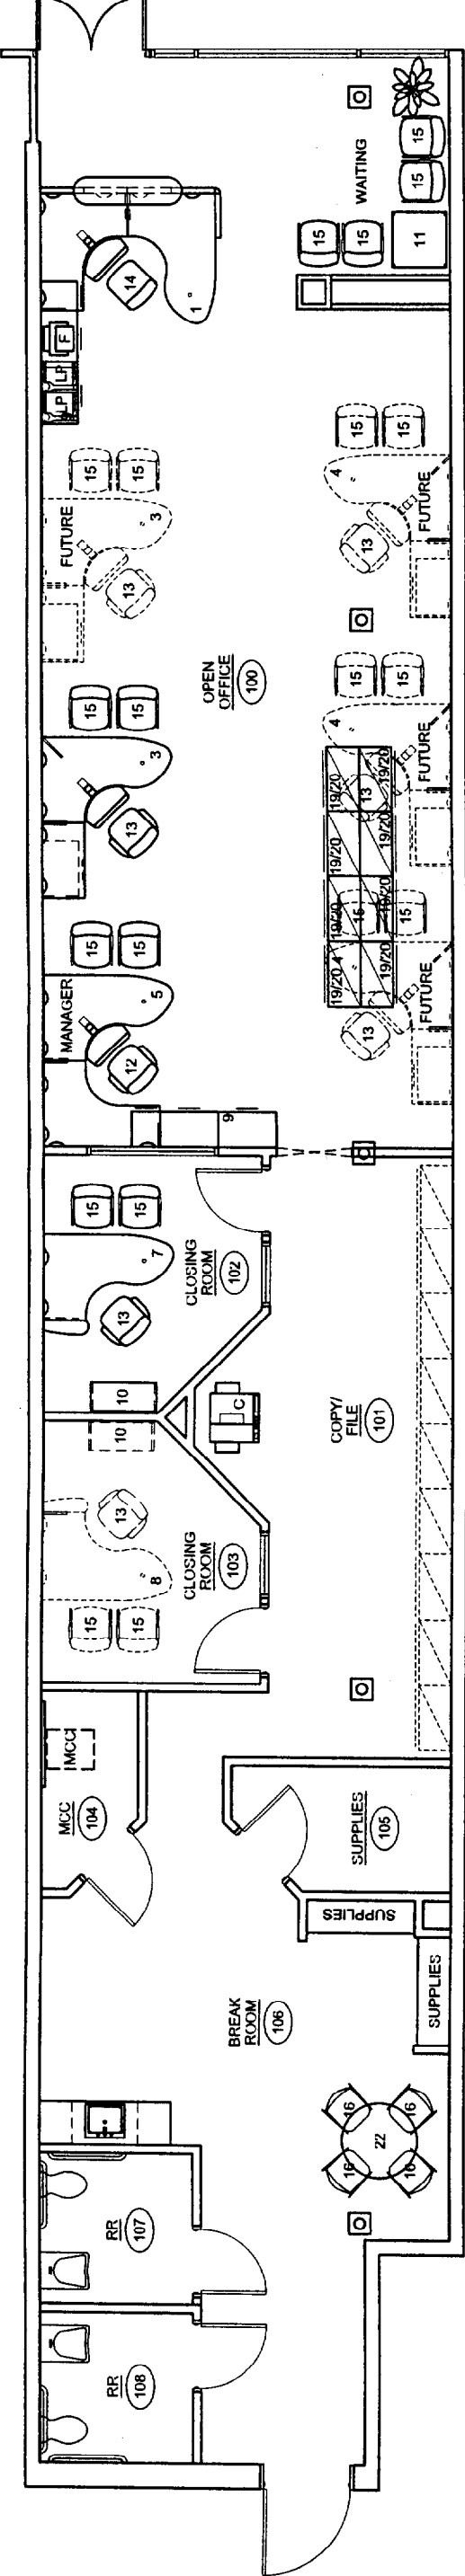 15
15
WAITING
15
15
11
14
1
F
LP
LP
15
15
15
15
FUTURE
3
4
FUTURE
13
13
OPEN
OFFICE
100
15
15
15
15
3
4
FUTURE
13
19/20
19/20
13
19/20
19/20
15
15
19/20
19/20
15
15
MANAGER
5
19/20
4
19/20
FUTURE
12
13
9
15
15
7
CLOSING
ROOM
102
13
10
10
C
COPY/
FILE
101
13
8
CLOSING
ROOM
103
15
15
MCC
MCC
104
SUPPLIES
105
SUPPLIES
SUPPLIES
BREAK
ROOM
106
16
16
22
16
16
RR
107
RR
108